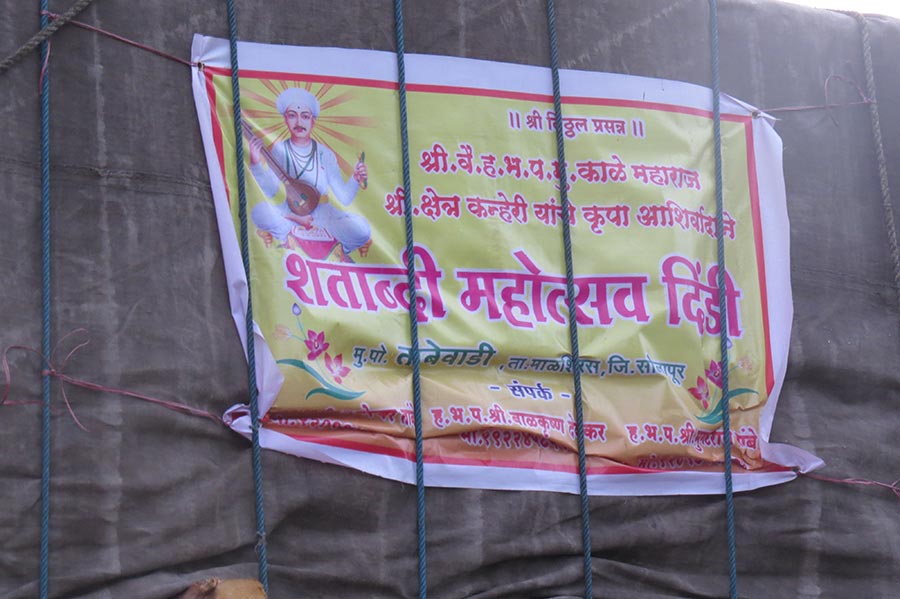 ॥ श्री विठ्ठल प्रसन्न ॥
श्री.वै.ह.भ.प.गु.काळे महाराज
श्री.क्षेत्र कन्हेरी यांचे कृपा आशिर्वादाने
शताब्दी महोत्सव दिंडी
मु.पो. तांबेवाडी, ता.माळशिरस, जि.सोलापूर
- संपर्क -
ह.भ.प.श्री.बाळकृष्ण ह.भ.प.श्री